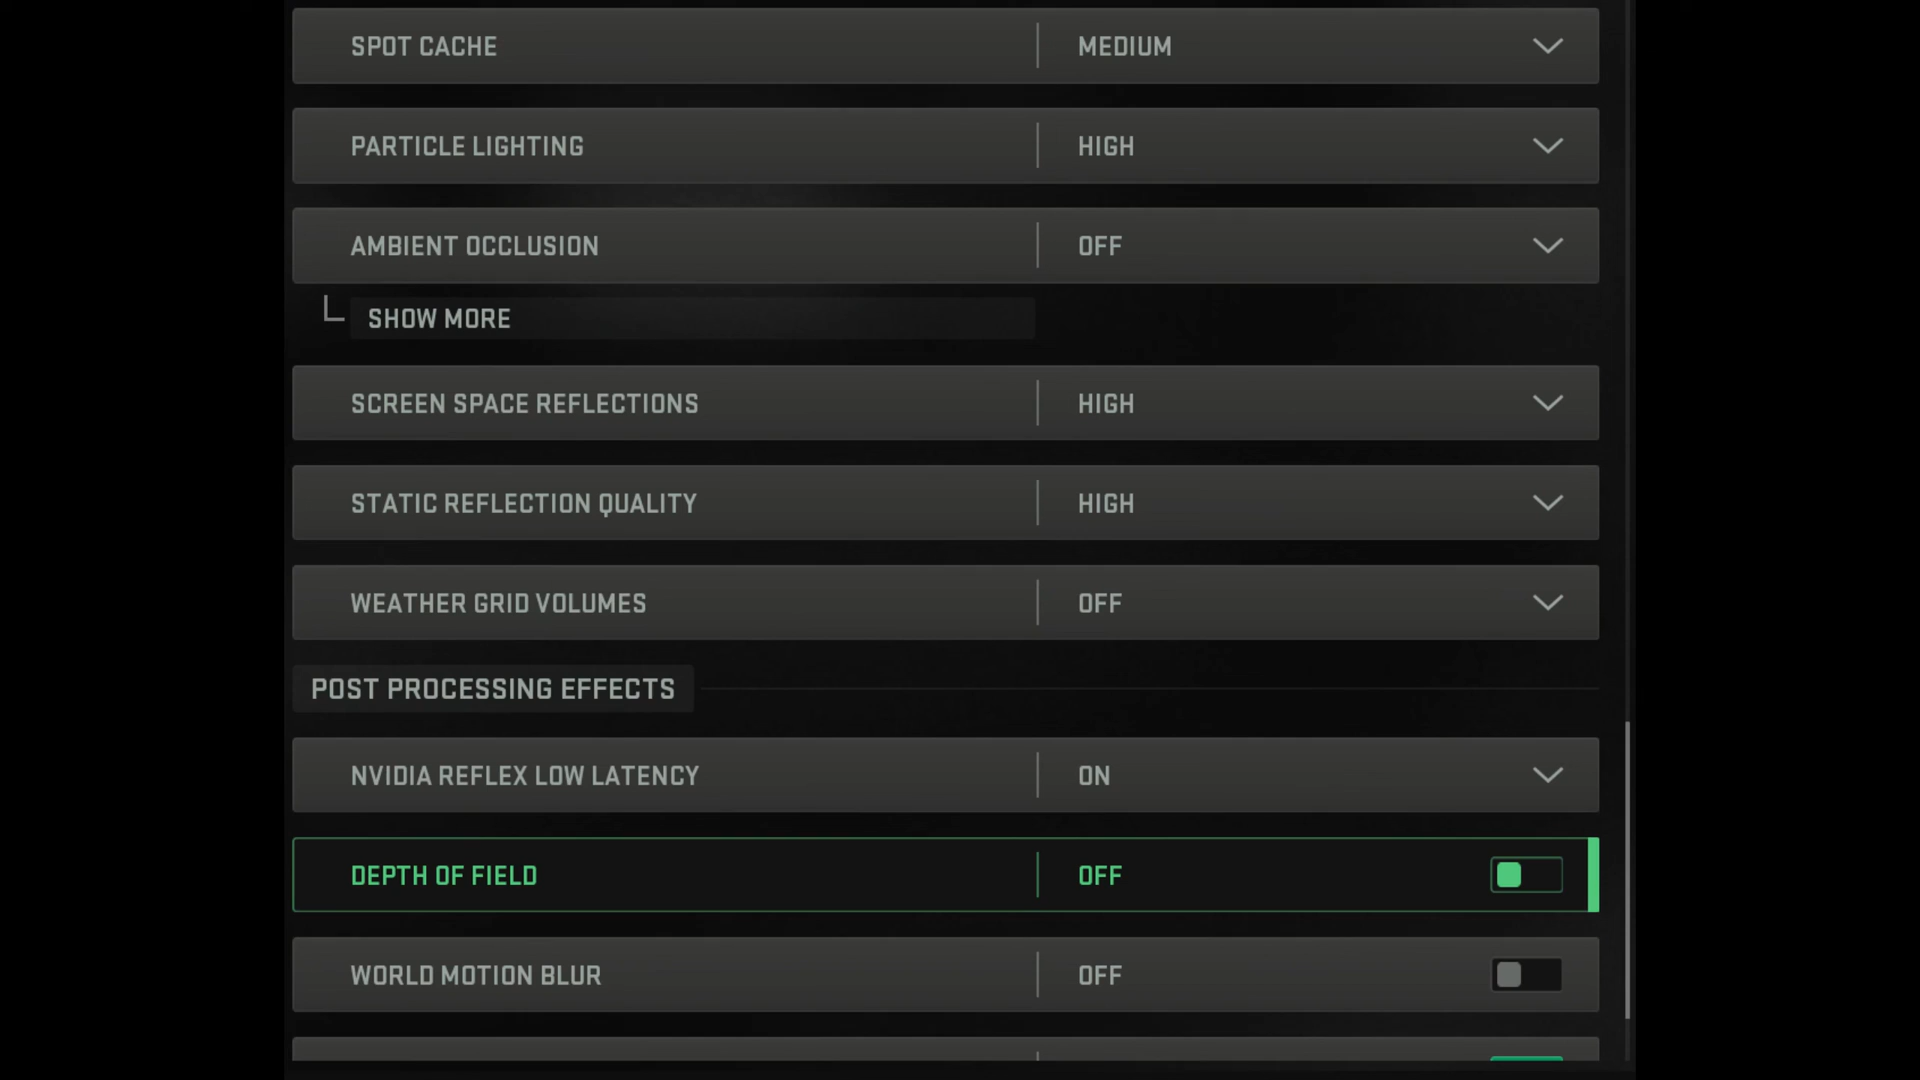 SPOT CACHE MEDIUM
PARTICLE LIGHTING HIGH
AMBIENT OCCLUSION OFF
SHOW MORE
SCREEN SPACE REFLECTIONS HIGH
STATIC REFLECTION QUALITY HIGH
WEATHER GRID VOLUMES OFF
POST PROCESSING EFFECTS
NVIDIA REFLEX LOW LATENCY ON
DEPTH OF FIELD OFF
WORLD MOTION BLUR OFF